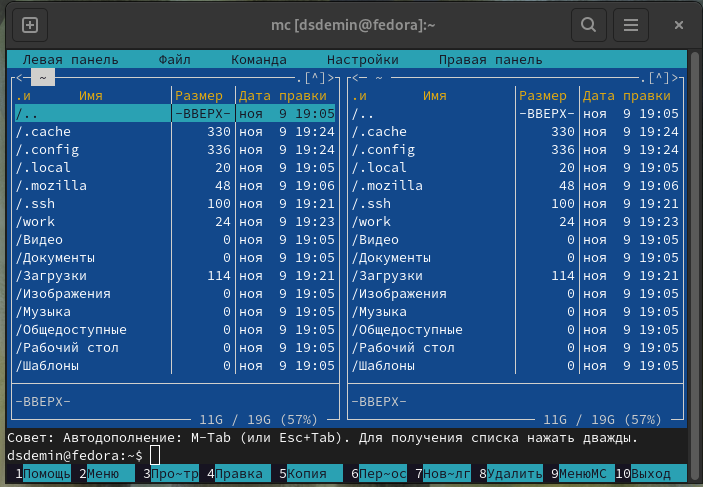 mc [dsdemin@fedora]:~
Левая панель Файл Команда Настройки Правая панель
<─ ~ .[^]> <─ ~ .[^]>
.и Имя Размер Дата правки .и Имя Размер Дата правки
/.. -ВВЕРХ- ноя 9 19:05 /.. -ВВЕРХ- ноя 9 19:05
/.cache 330 ноя 9 19:24 /.cache 330 ноя 9 19:24
/.config 336 ноя 9 19:24 /.config 336 ноя 9 19:24
/.local 20 ноя 9 19:05 /.local 20 ноя 9 19:05
/.mozilla 48 ноя 9 19:06 /.mozilla 48 ноя 9 19:06
/.ssh 100 ноя 9 19:21 /.ssh 100 ноя 9 19:21
/work 24 ноя 9 19:23 /work 24 ноя 9 19:23
/Видео 0 ноя 9 19:05 /Видео 0 ноя 9 19:05
/Документы 0 ноя 9 19:05 /Документы 0 ноя 9 19:05
/Загрузки 114 ноя 9 19:21 /Загрузки 114 ноя 9 19:21
/Изображения 0 ноя 9 19:05 /Изображения 0 ноя 9 19:05
/Музыка 0 ноя 9 19:05 /Музыка 0 ноя 9 19:05
/Общедоступные 0 ноя 9 19:05 /Общедоступные 0 ноя 9 19:05
/Рабочий стол 0 ноя 9 19:05 /Рабочий стол 0 ноя 9 19:05
/Шаблоны 0 ноя 9 19:05 /Шаблоны 0 ноя 9 19:05
-ВВЕРХ- -ВВЕРХ-
11G / 19G (57%) 11G / 19G (57%)
Совет: Автодополнение: M-Tab (или Esc+Tab). Для получения списка нажать дважды.
dsdemin@fedora:~$
1Помощь 2Меню 3Про~тр 4Правка 5Копия 6Пер~ос 7Нов~лг 8Удалить 9МенюMC 10Выход